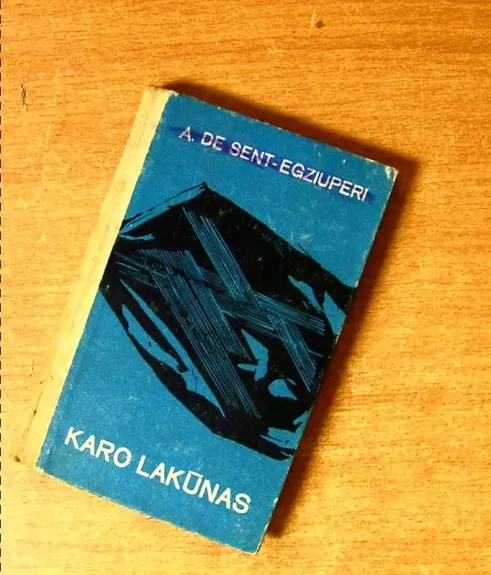 A. DE SENT-EGZIUPERI
KARO LAKŪNAS